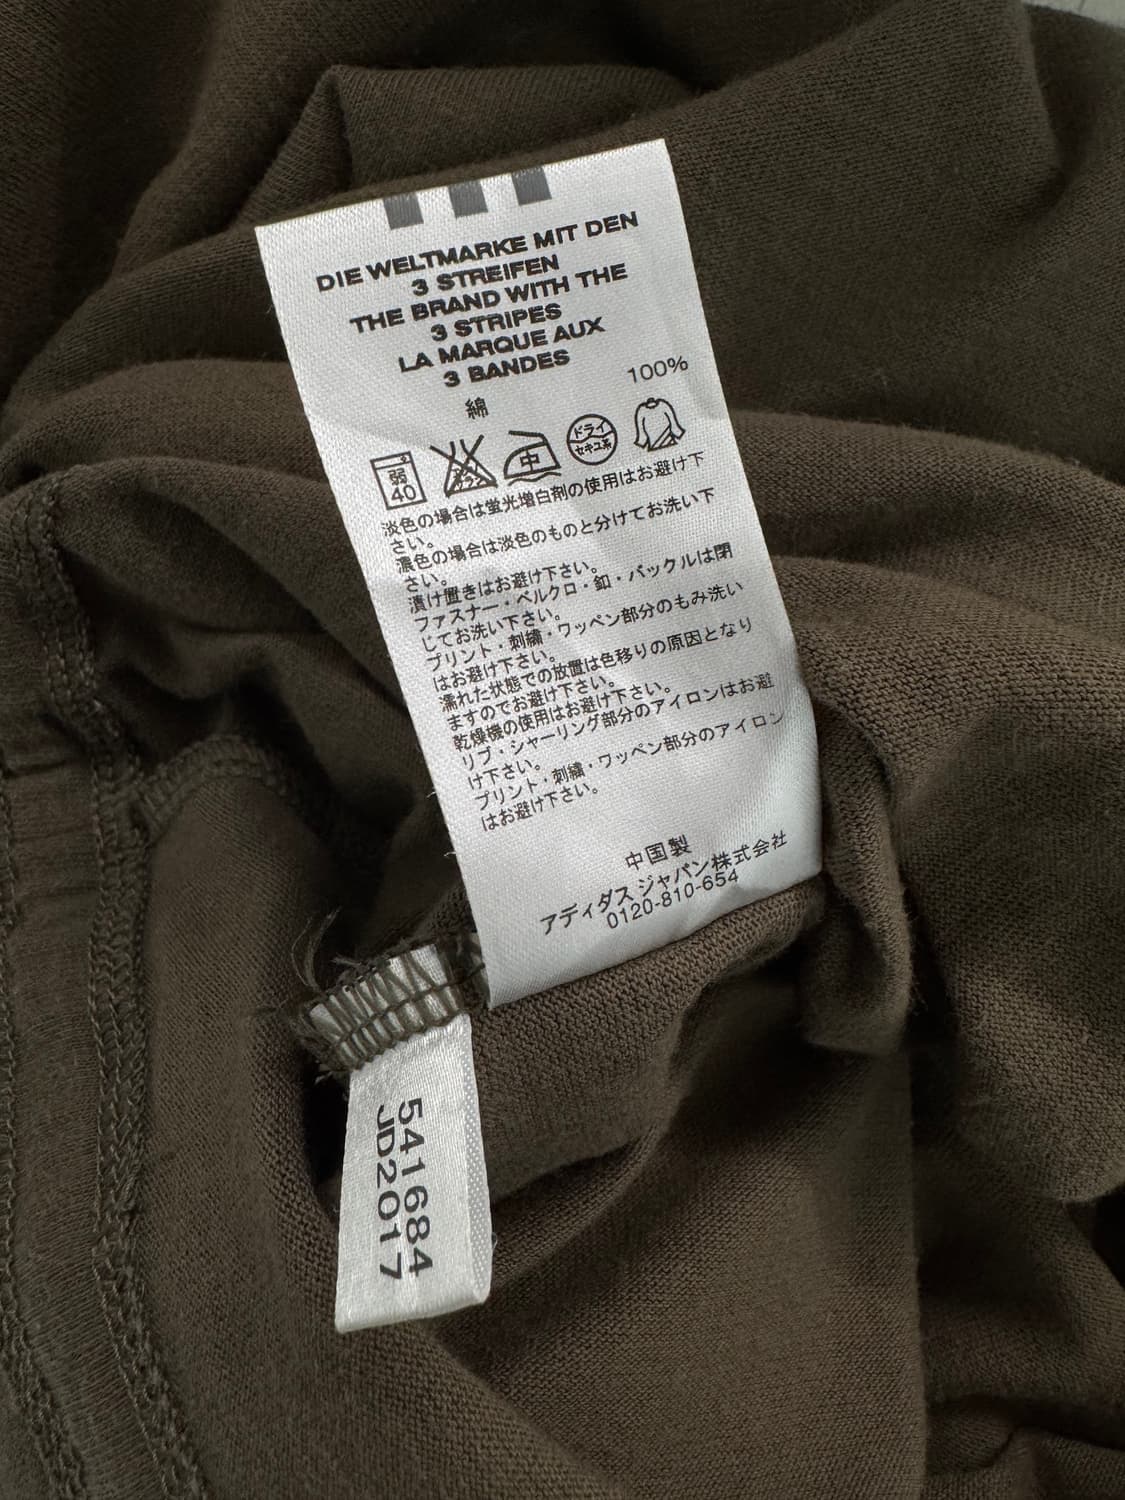 DIE WELTMARKE MIT DEN
3 STREIFEN
THE BRAND WITH THE
3 STRIPES
LA MARQUE AUX
3 BANDES
綿 100%
弱 40 エンソサラシ 中 ドライ セキユ系
淡色の場合は蛍光増白剤の使用はお避け下
さい。
濃色の場合は淡色のものと分けてお洗い下
さい。
漬け置きはお避け下さい。
ファスナー・ベルクロ・釦・バックルは閉
じてお洗い下さい。
プリント・刺繍・ワッペン部分のもみ洗い
はお避け下さい。
濡れた状態での放置は色移りの原因となり
ますのでお避け下さい。
乾燥機の使用はお避け下さい。
リブ・シャーリング部分のアイロンはお避
け下さい。
プリント・刺繍・ワッペン部分のアイロン
はお避け下さい。
中国製
アディダス ジャパン株式会社
0120-810-654
541684
JD2017